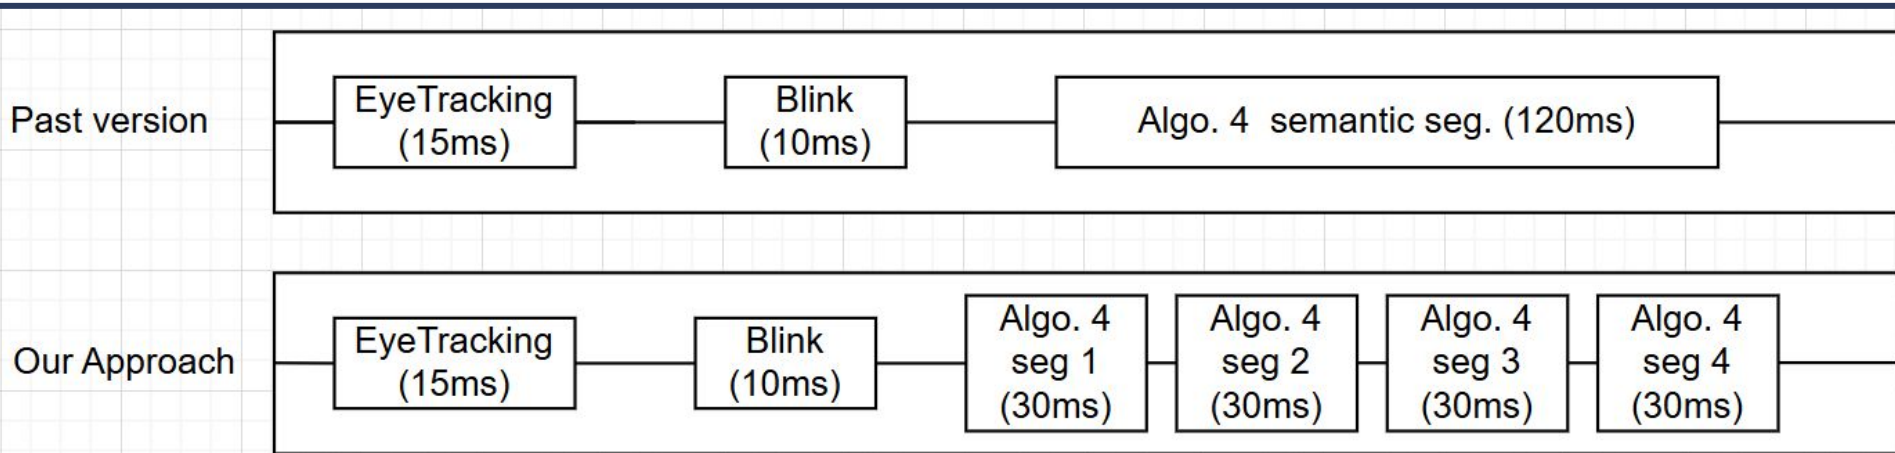 Past version
EyeTracking
(15ms)
Blink
(10ms)
Algo. 4  semantic seg. (120ms)
Our Approach
EyeTracking
(15ms)
Blink
(10ms)
Algo. 4
seg 1
(30ms)
Algo. 4
seg 2
(30ms)
Algo. 4
seg 3
(30ms)
Algo. 4
seg 4
(30ms)